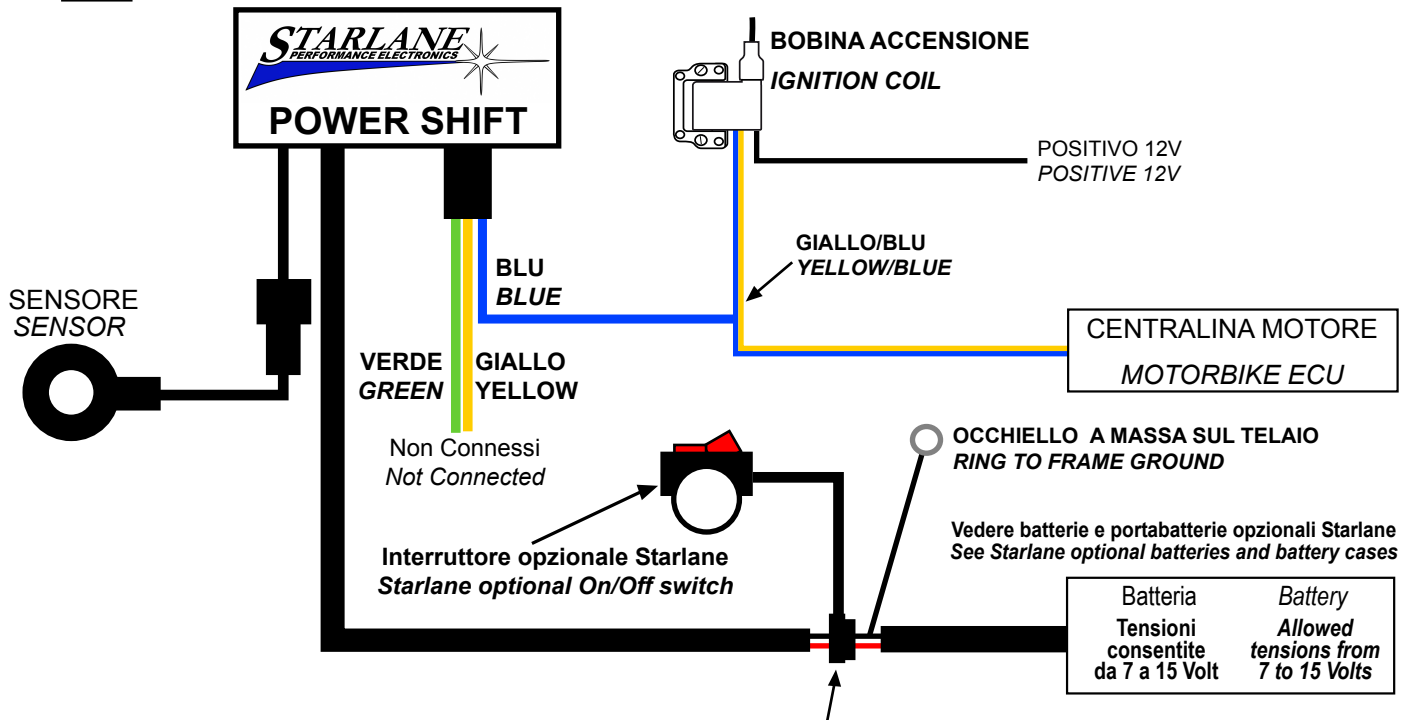 STARLANE
PERFORMANCE ELECTRONICS
POWER SHIFT
BOBINA ACCENSIONE
IGNITION COIL
POSITIVO 12V
POSITIVE 12V
GIALLO/BLU
YELLOW/BLUE
BLU
BLUE
SENSORE
SENSOR
CENTRALINA MOTORE
MOTORBIKE ECU
VERDE
GREEN
GIALLO
YELLOW
Non Connessi
Not Connected
OCCHIELLO A MASSA SUL TELAIO
RING TO FRAME GROUND
Interruttore opzionale Starlane
Starlane optional On/Off switch
Vedere batterie e portabatterie opzionali Starlane
See Starlane optional batteries and battery cases
Batteria
Tensioni
consentite
da 7 a 15 Volt
Battery
Allowed
tensions from
7 to 15 Volts